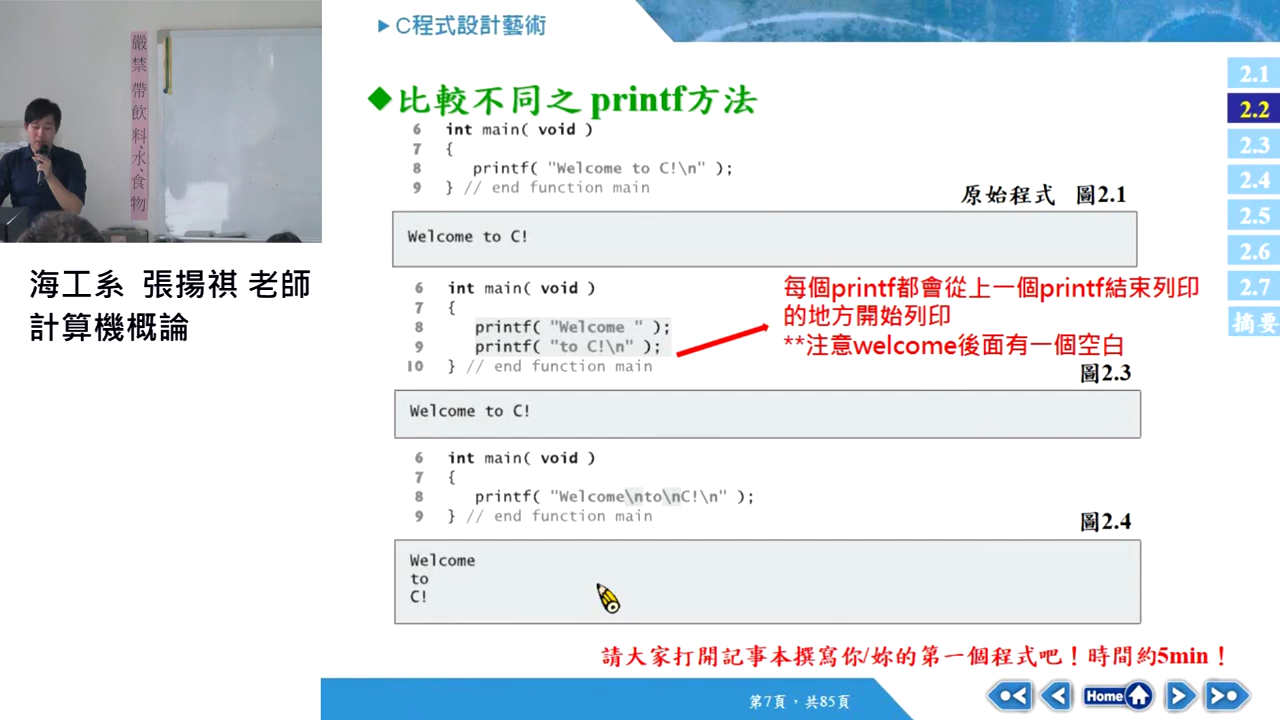 嚴禁帶飲料、水、食物
海工系 張揚祺 老師
計算機概論
C程式設計藝術
比較不同之 printf方法
6 int main( void )
7 {
8 printf( "Welcome to C!\n" );
9 } // end function main
原始程式 圖2.1
Welcome to C!
6 int main( void )
7 {
8 printf( "Welcome " );
9 printf( "to C!\n" );
10 } // end function main
每個printf都會從上一個printf結束列印
的地方開始列印
**注意welcome後面有一個空白
圖2.3
Welcome to C!
6 int main( void )
7 {
8 printf( "Welcome\nto\nC!\n" );
9 } // end function main
圖2.4
Welcome
to
C!
請大家打開記事本撰寫你/妳的第一個程式吧！時間約5min！
第7頁，共85頁
Home
2.1
2.2
2.3
2.4
2.5
2.6
2.7
摘要